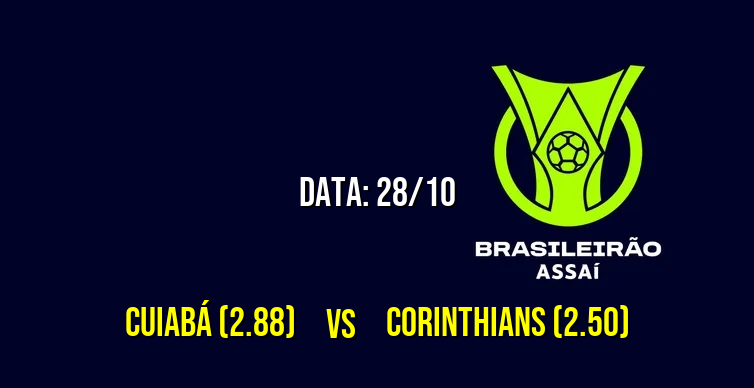 DATA: 28/10
BRASILEIRÃO
ASSAÍ
CUIABÁ (2.88) VS CORINTHIANS (2.50)